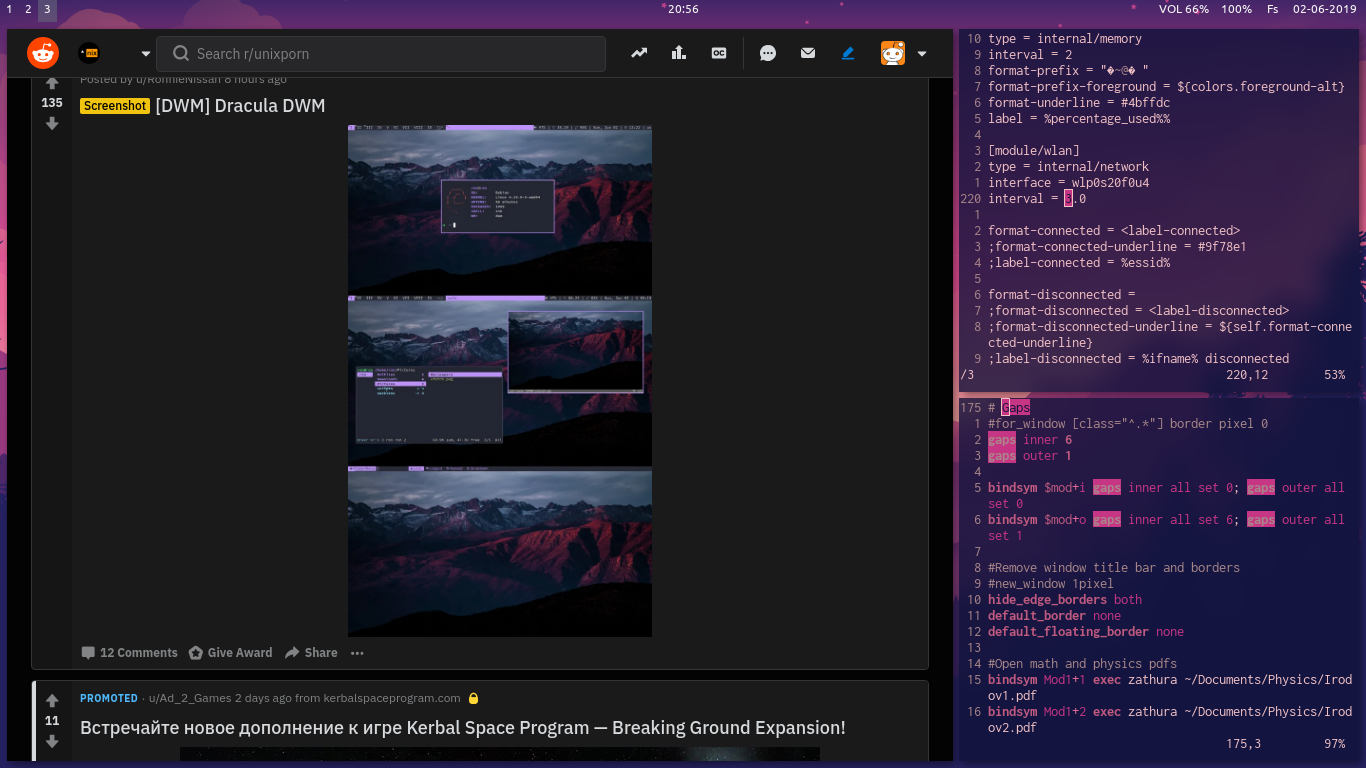 1 2 3
20:56
VOL 66% 100% Fs 02-06-2019
Search r/unixporn
OC
Posted by u/RonnieNissan 8 hours ago
135
Screenshot [DWM] Dracula DWM
12 Comments Give Award Share
PROMOTED · u/Ad_2_Games 2 days ago from kerbalspaceprogram.com
11
Встречайте новое дополнение к игре Kerbal Space Program — Breaking Ground Expansion!
10 type = internal/memory
9 interval = 2
8 format-prefix = "�~@� "
7 format-prefix-foreground = ${colors.foreground-alt}
6 format-underline = #4bffdc
5 label = %percentage_used%%
4
3 [module/wlan]
2 type = internal/network
1 interface = wlp0s20f0u4
220 interval = 3.0
1
2 format-connected = <label-connected>
3 ;format-connected-underline = #9f78e1
4 ;label-connected = %essid%
5
6 format-disconnected =
7 ;format-disconnected = <label-disconnected>
8 ;format-disconnected-underline = ${self.format-conne
cted-underline}
9 ;label-disconnected = %ifname% disconnected
/3 220,12 53%
175 # Gaps
1 #for_window [class="^.*"] border pixel 0
2 gaps inner 6
3 gaps outer 1
4
5 bindsym $mod+i gaps inner all set 0; gaps outer all
set 0
6 bindsym $mod+o gaps inner all set 6; gaps outer all
set 1
7
8 #Remove window title bar and borders
9 #new_window 1pixel
10 hide_edge_borders both
11 default_border none
12 default_floating_border none
13
14 #Open math and physics pdfs
15 bindsym Mod1+1 exec zathura ~/Documents/Physics/Irod
ov1.pdf
16 bindsym Mod1+2 exec zathura ~/Documents/Physics/Irod
ov2.pdf
175,3 97%